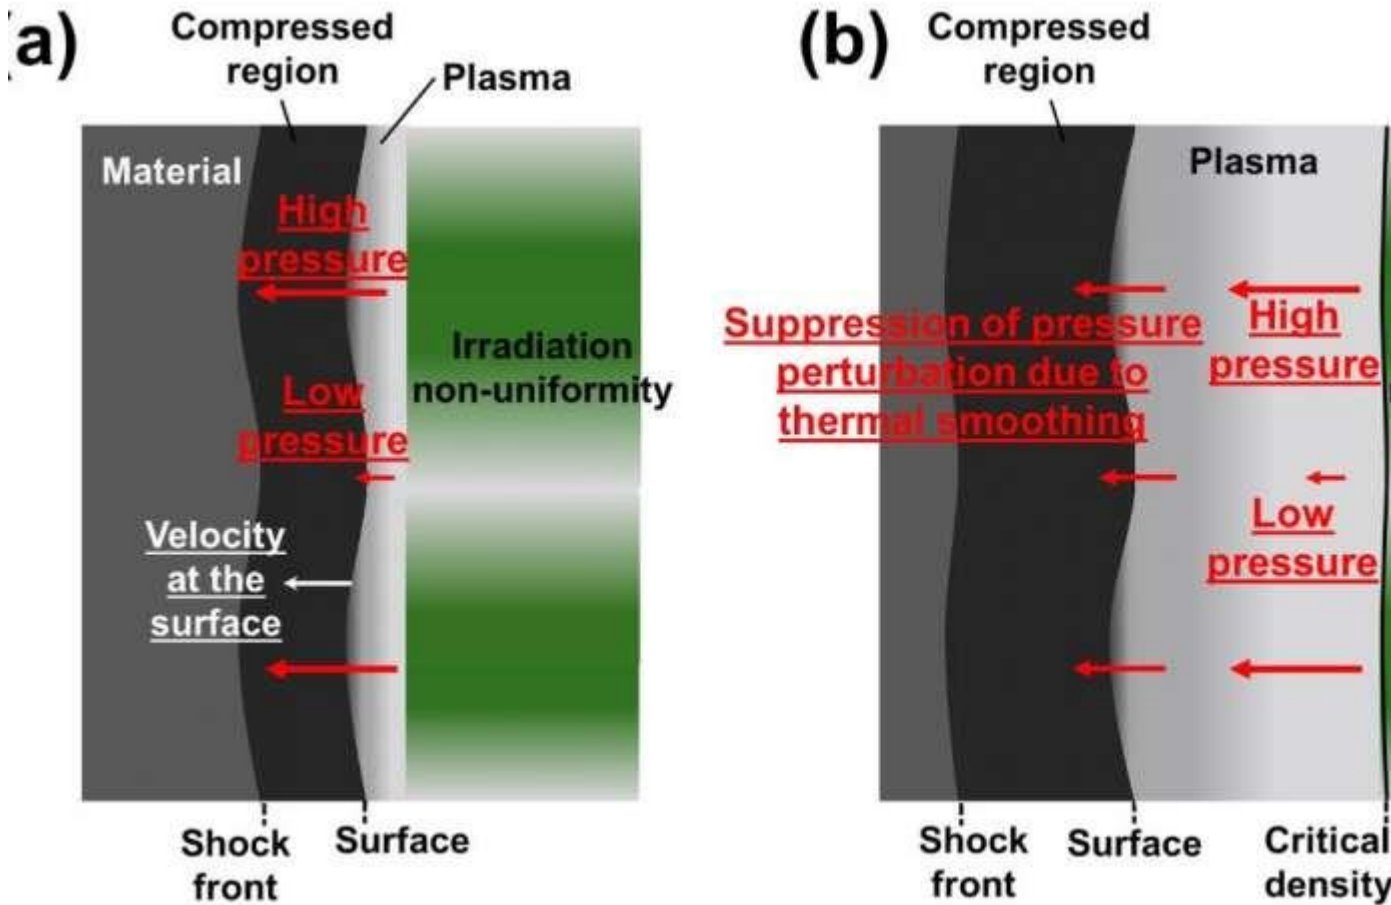 (a)
Compressed
region
Plasma
Material
High
pressure
Irradiation
non-uniformity
Low
pressure
Velocity
at the
surface
Shock
front
Surface
(b)
Compressed
region
Plasma
Suppression of pressure
perturbation due to
thermal smoothing
High
pressure
Low
pressure
Shock
front
Surface
Critical
density